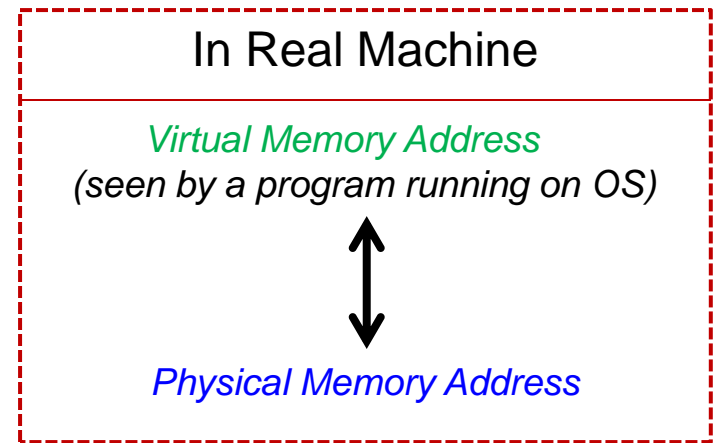 In Real Machine
Virtual Memory Address
(seen by a program running on OS)
Physical Memory Address